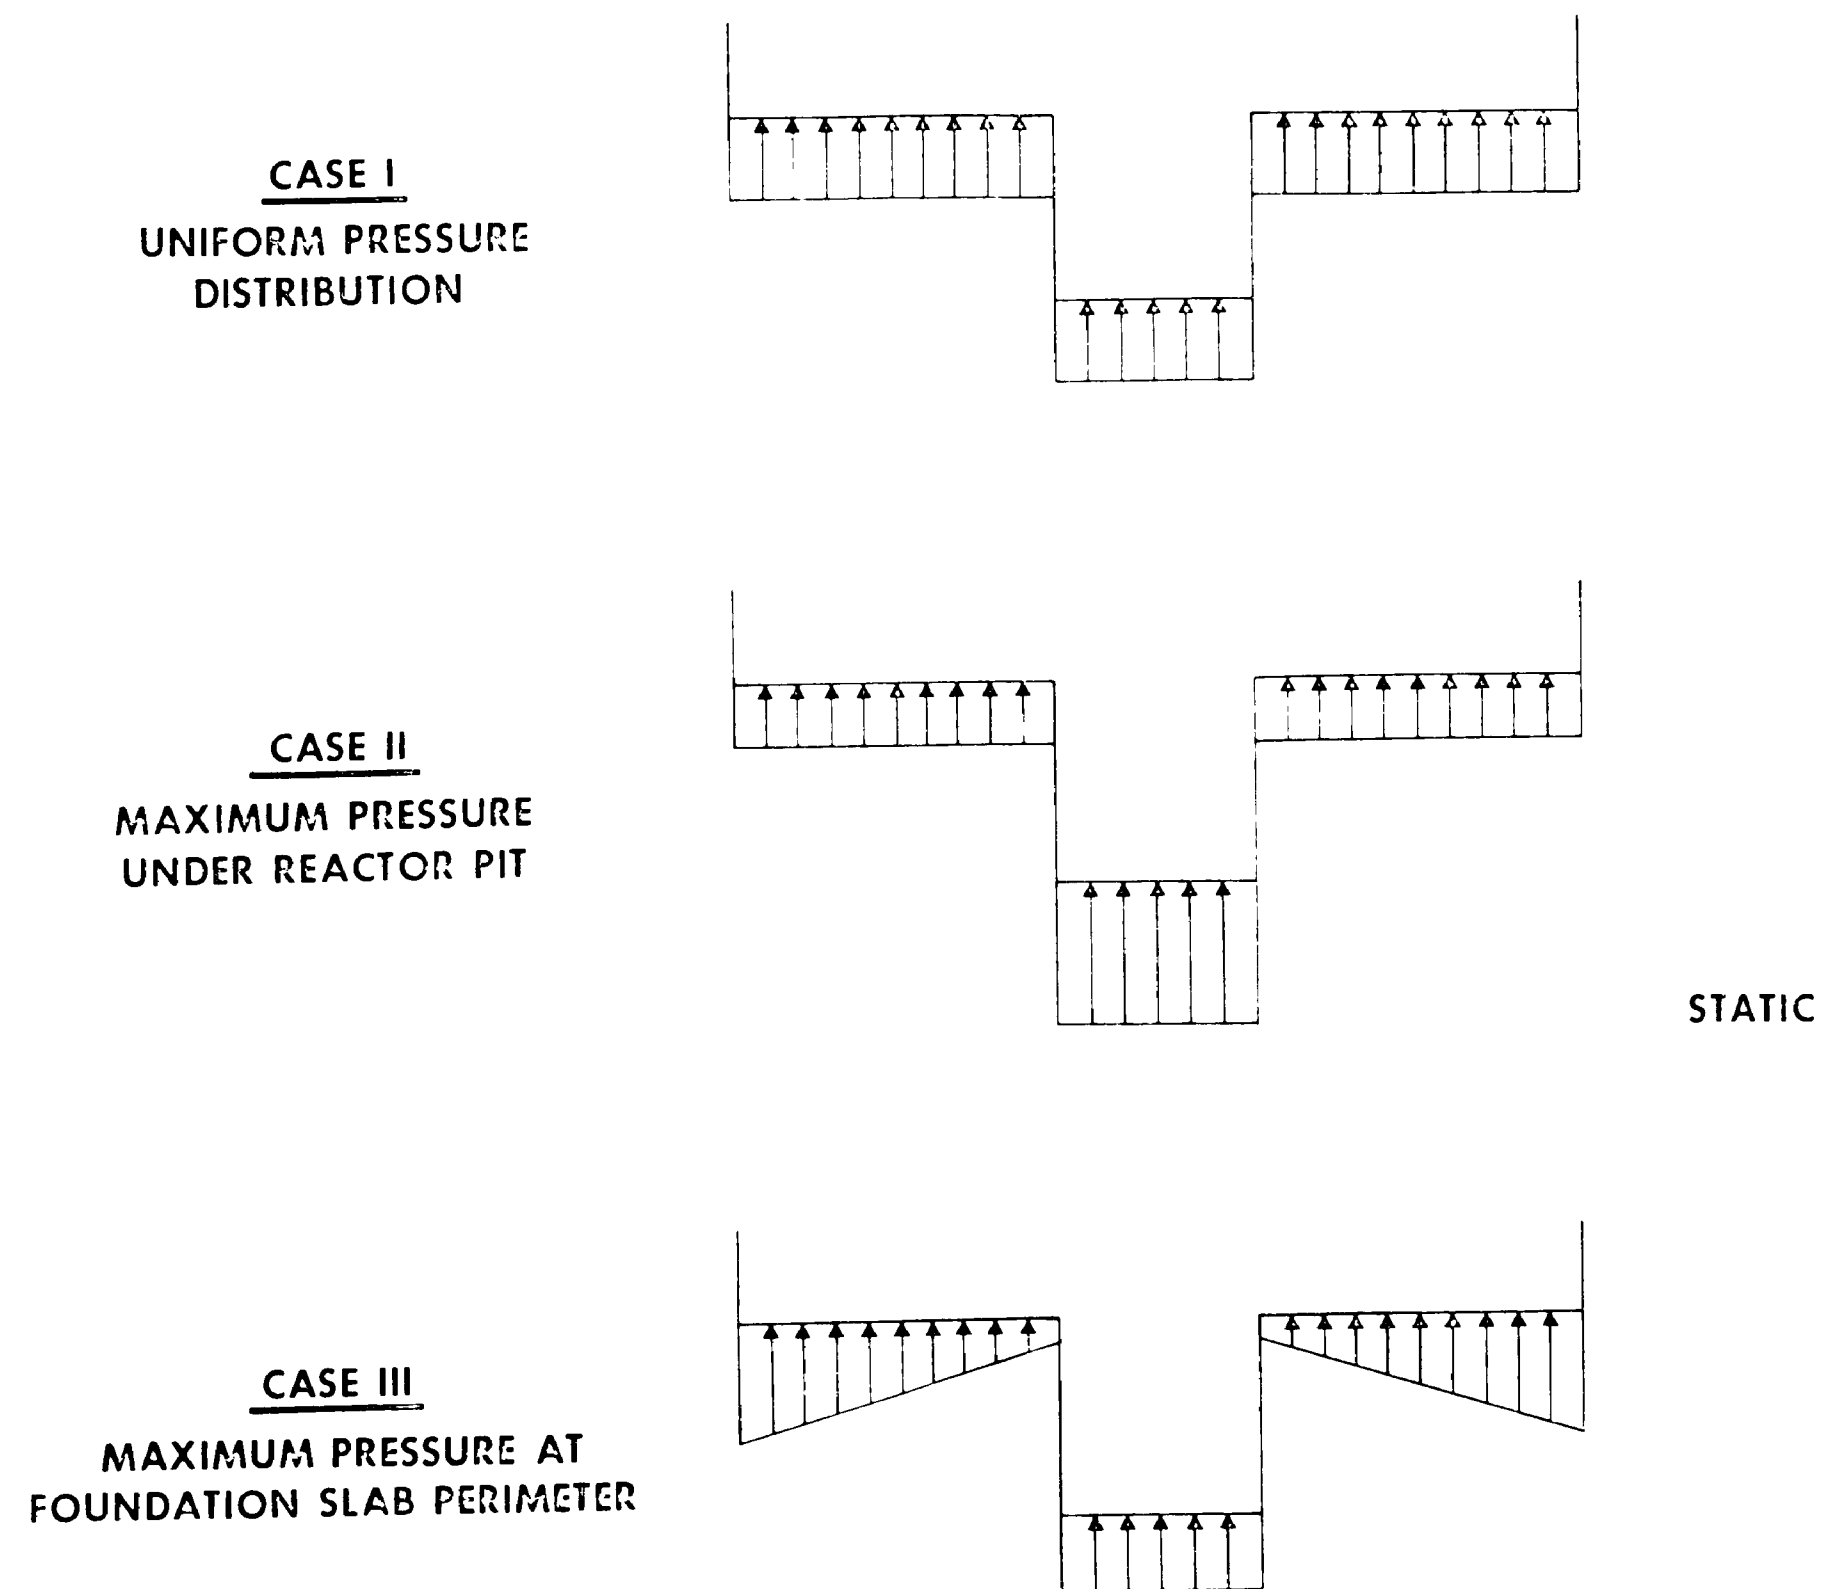 CASE I
UNIFORM PRESSURE
DISTRIBUTION
CASE II
MAXIMUM PRESSURE
UNDER REACTOR PIT
STATIC
CASE III
MAXIMUM PRESSURE AT
FOUNDATION SLAB PERIMETER